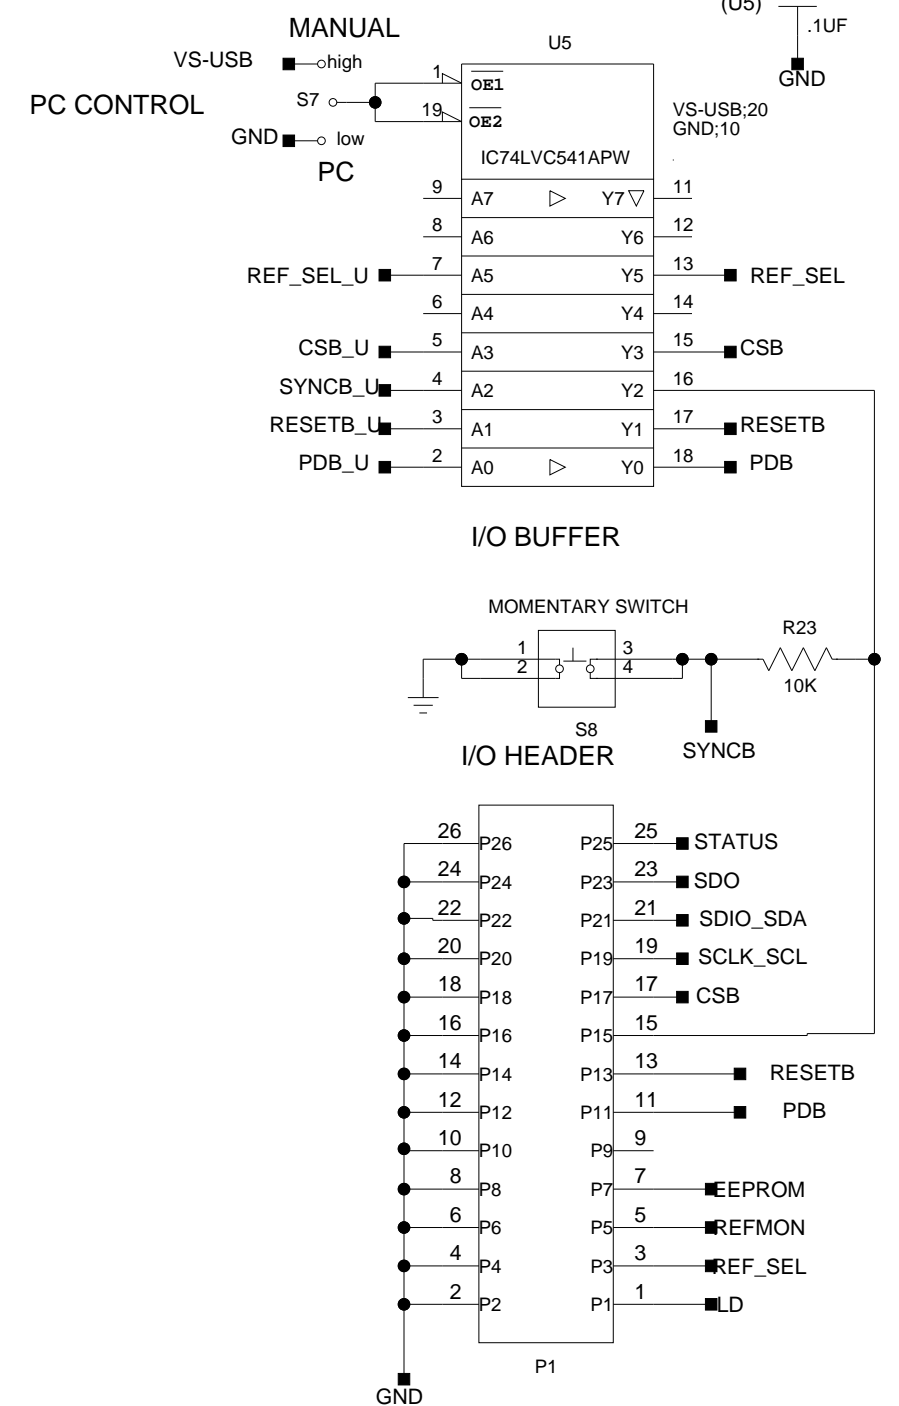 (U5)
.1UF
GND
MANUAL
VS-USB
high
PC CONTROL
S7
GND
low
PC
U5
1
OE1
19
OE2
VS-USB;20
GND;10
IC74LVC541APW
9 A7 Y7 11
8 A6 Y6 12
REF_SEL_U 7 A5 Y5 13 REF_SEL
6 A4 Y4 14
CSB_U 5 A3 Y3 15 CSB
SYNCB_U 4 A2 Y2 16
RESETB_U 3 A1 Y1 17 RESETB
PDB_U 2 A0 Y0 18 PDB
I/O BUFFER
MOMENTARY SWITCH
1 3
2 4
S8
R23
10K
SYNCB
I/O HEADER
26 P26 P25 25 STATUS
24 P24 P23 23 SDO
22 P22 P21 21 SDIO_SDA
20 P20 P19 19 SCLK_SCL
18 P18 P17 17 CSB
16 P16 P15 15
14 P14 P13 13 RESETB
12 P12 P11 11 PDB
10 P10 P9 9
8 P8 P7 7 EEPROM
6 P6 P5 5 REFMON
4 P4 P3 3 REF_SEL
2 P2 P1 1 LD
P1
GND